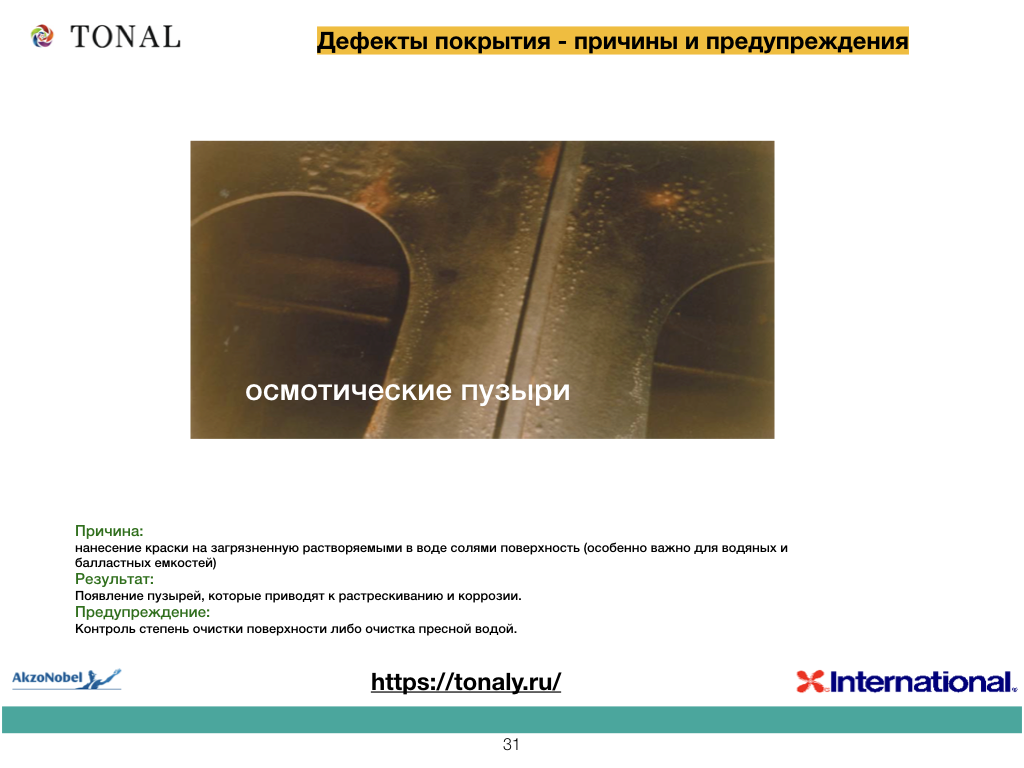 TONAL
Дефекты покрытия - причины и предупреждения
осмотические пузыри
Причина:
нанесение краски на загрязненную растворяемыми в воде солями поверхность (особенно важно для водяных и
балластных емкостей)
Результат:
Появление пузырей, которые приводят к растрескиванию и коррозии.
Предупреждение:
Контроль степень очистки поверхности либо очистка пресной водой.
AkzoNobel
https://tonaly.ru/
International
31